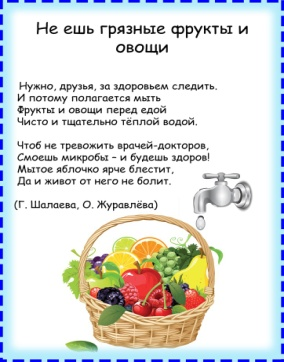 Не ешь грязные фрукты и
овощи
Нужно, друзья, за здоровьем следить.
И потому полагается мыть
Фрукты и овощи перед едой
Чисто и тщательно тёплой водой.
Чтоб не тревожить врачей-докторов,
Смоешь микробы – и будешь здоров!
Мытое яблочко ярче блестит,
Да и живот от него не болит.
(Г. Шалаева, О. Журавлёва)